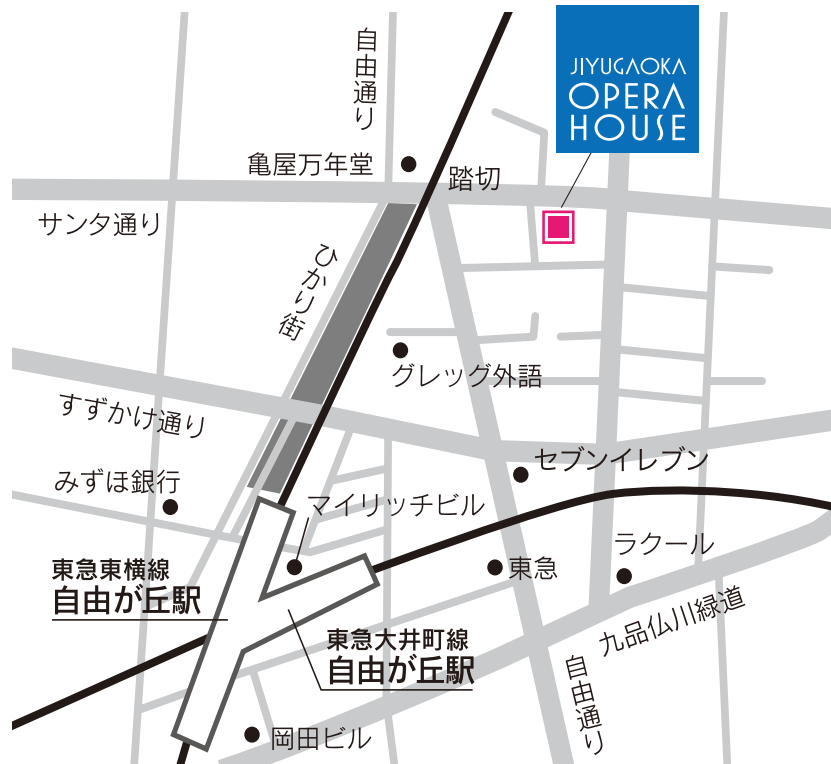 JIYUGAOKA
OPERA
HOUSE
自由通り
亀屋万年堂
踏切
サンタ通り
ひかり街
グレッグ外語
すずかけ通り
セブンイレブン
みずほ銀行
マイリッチビル
ラクール
東急
東急東横線
自由が丘駅
九品仏川緑道
東急大井町線
自由が丘駅
自由通り
岡田ビル